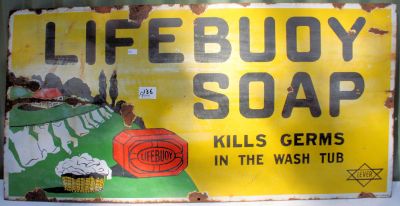 LIFEBUOY
SOAP
KILLS GERMS
IN THE WASH TUB
LIFEBUOY
LEVER